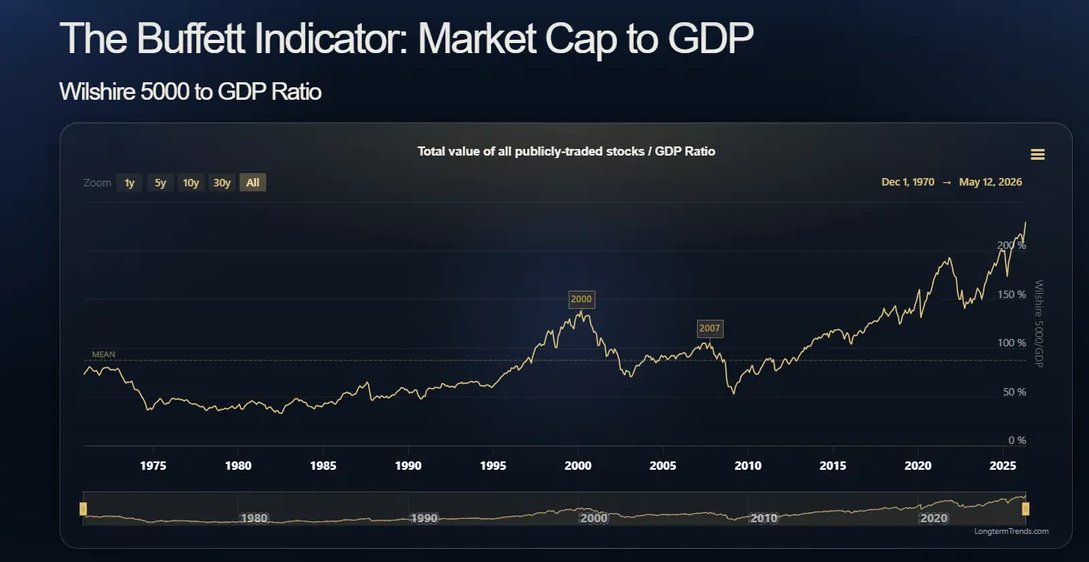 The Buffett Indicator: Market Cap to GDP
Wilshire 5000 to GDP Ratio
Total value of all publicly-traded stocks / GDP Ratio
Zoom 1y 5y 10y 30y All
Dec 1, 1970 → May 12, 2026
200 %
2000
150 %
Wilshire 5000/GDP
2007
100 %
MEAN
50 %
0 %
1975 1980 1985 1990 1995 2000 2005 2010 2015 2020 2025
1980 1990 2000 2010 2020
LongtermTrends.com